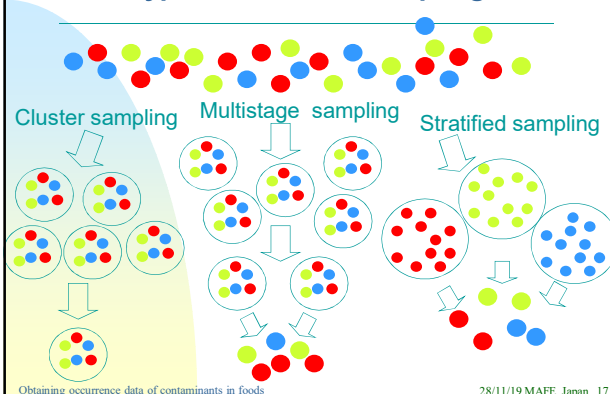 Cluster sampling
Multistage sampling
Stratified sampling
Obtaining occurrence data of contaminants in foods
28/11/19 MAFF, Japan 17